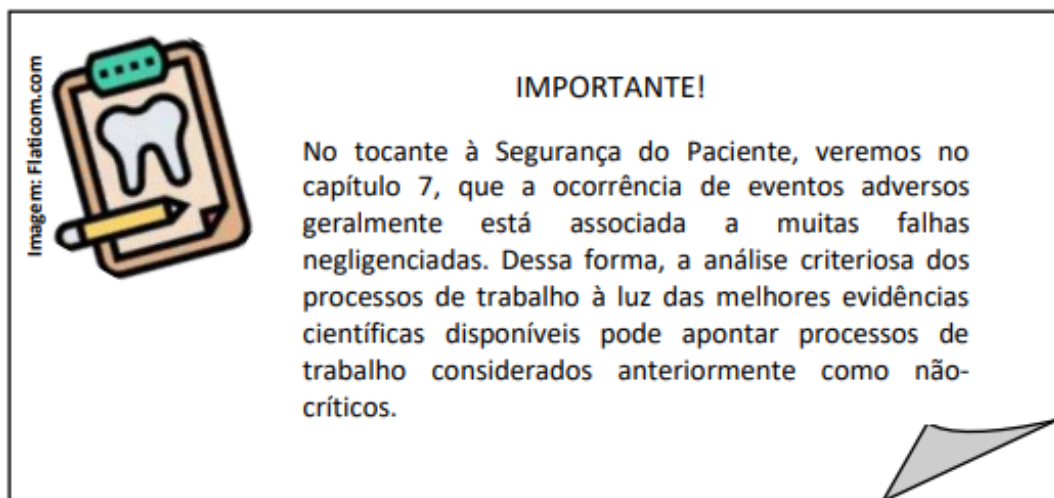 Imagem: Flaticom.com
IMPORTANTE!
No tocante à Segurança do Paciente, veremos no
capítulo 7, que a ocorrência de eventos adversos
geralmente está associada a muitas falhas
negligenciadas. Dessa forma, a análise criteriosa dos
processos de trabalho à luz das melhores evidências
científicas disponíveis pode apontar processos de
trabalho considerados anteriormente como não-
críticos.